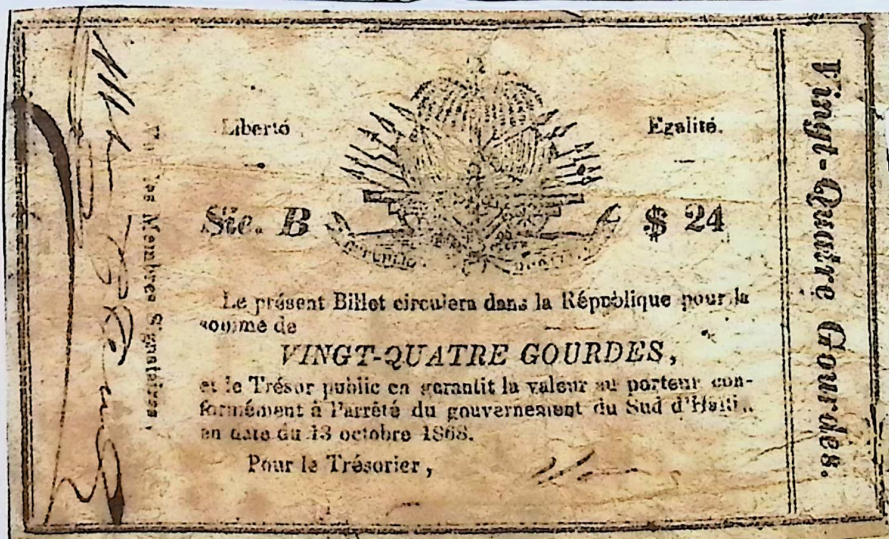 Liberté
Egalité.
Sie. B
$ 24
Le présent Billet circulera dans la République pour la
somme de
VINGT-QUATRE GOURDES,
et le Trésor public en garantit la valeur au porteur con-
formément à l'arrêté du gouvernement du Sud d'Haïti,
en date du 13 octobre 1868.
Pour le Trésorier,
les Membres Signataires,
Vingt-Quatre Gourdes.